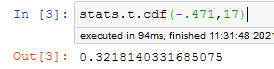 In [3]: stats.t.cdf(-.471,17)
executed in 94ms, finished 11:31:48 2021
Out[3]: 0.3218140331685075